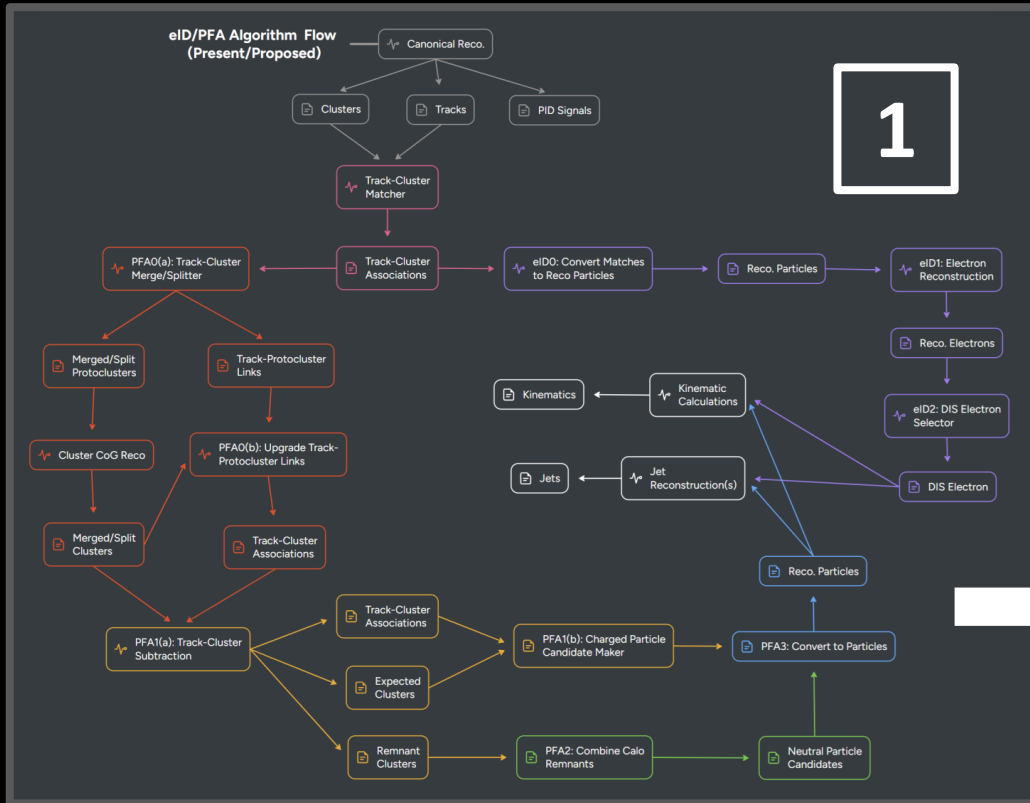 eID/PFA Algorithm Flow
(Present/Proposed)
Canonical Reco.
1
Clusters
Tracks
PID Signals
Track-Cluster
Matcher
PFA0(a): Track-Cluster
Merge/Splitter
Track-Cluster
Associations
eID0: Convert Matches
to Reco Particles
Reco. Particles
eID1: Electron
Reconstruction
Merged/Split
Protoclusters
Track-Protocluster
Links
Reco. Electrons
Kinematics
Kinematic
Calculations
eID2: DIS Electron
Selector
Cluster CoG Reco
PFA0(b): Upgrade Track-
Protocluster Links
Jets
Jet
Reconstruction(s)
DIS Electron
Merged/Split
Clusters
Track-Cluster
Associations
Reco. Particles
PFA1(a): Track-Cluster
Subtraction
Track-Cluster
Associations
PFA1(b): Charged Particle
Candidate Maker
PFA3: Convert to Particles
Expected
Clusters
Remnant
Clusters
PFA2: Combine Calo
Remnants
Neutral Particle
Candidates